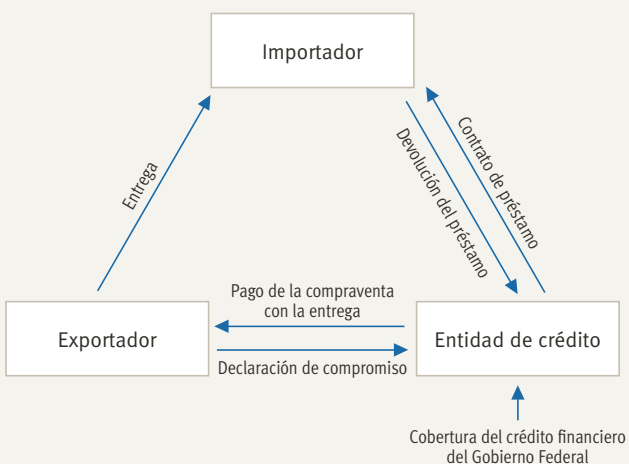 Importador
Entrega
Contrato de préstamo
Devolución del préstamo
Pago de la compraventa
con la entrega
Exportador
Entidad de crédito
Declaración de compromiso
Cobertura del crédito financiero
del Gobierno Federal